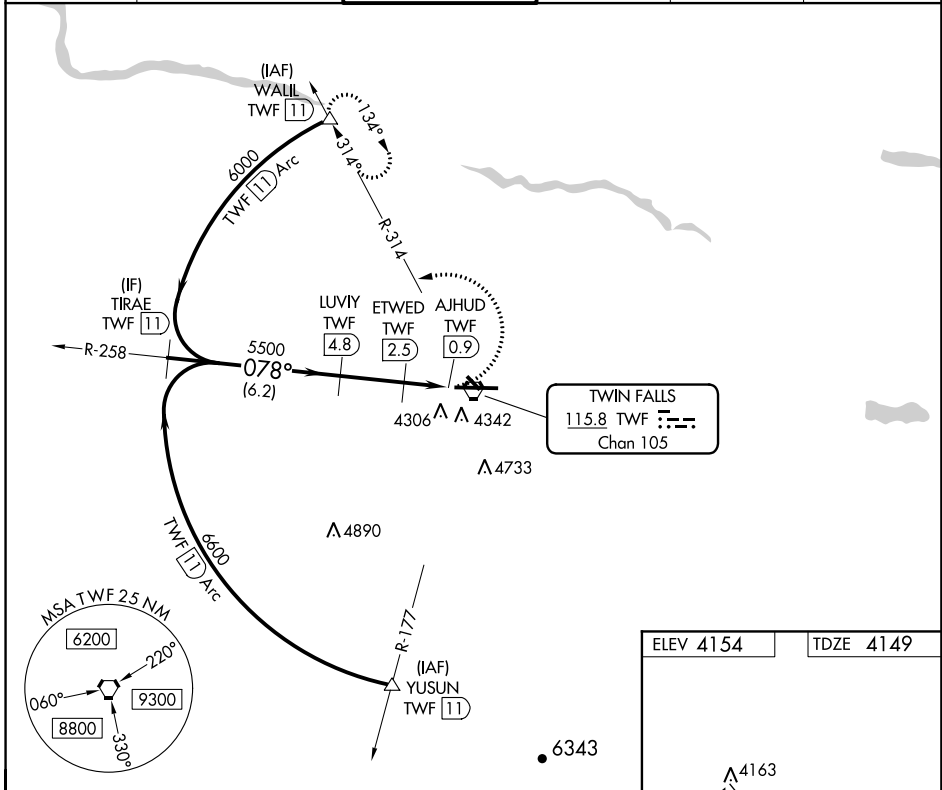 (IAF)
WALIL
TWF 11
134°
314°
6000
TWF 11 Arc
R-314
(IF)
TIRAE
TWF 11
LUVIY
TWF
4.8
ETWED
TWF
2.5
AJHUD
TWF
0.9
R-258
5500
078°
(6.2)
4306
4342
TWIN FALLS
115.8 TWF
Chan 105
4733
4890
6600
TWF 11 Arc
R-177
(IAF)
YUSUN
TWF 11
MSA TWF 25 NM
6200
220°
060°
9300
8800
330°
6343
ELEV 4154
TDZE 4149
4163